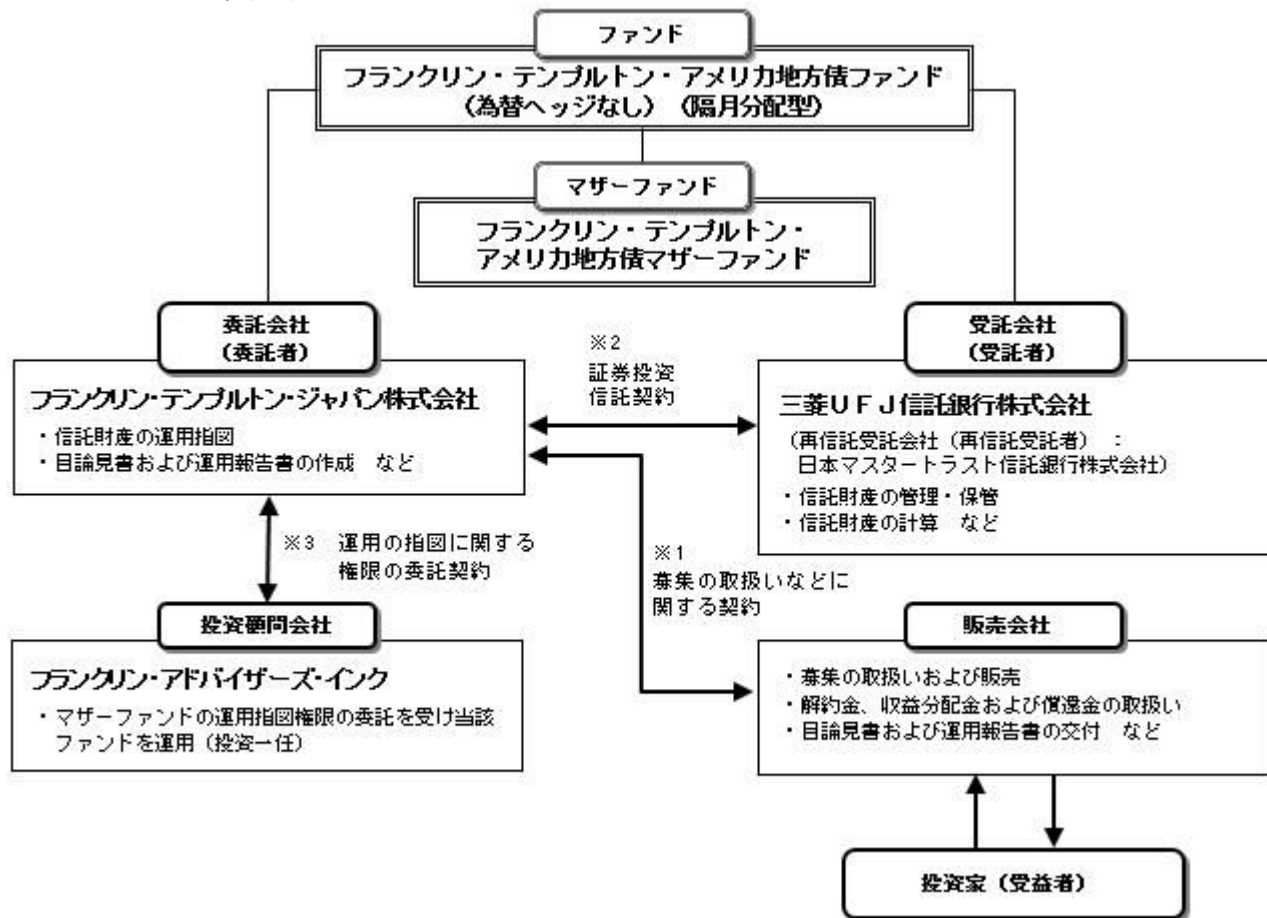 ファンド
フランクリン・テンプルトン・アメリカ地方債ファンド
(為替ヘッジなし)(隔月分配型)
マザーファンド
フランクリン・テンプルトン・
アメリカ地方債マザーファンド
委託会社
(委託者)
フランクリン・テンプルトン・ジャパン株式会社
・信託財産の運用指図
・目論見書および運用報告書の作成 など
※2
証券投資
信託契約
受託会社
(受託者)
三菱UFJ信託銀行株式会社
(再信託受託会社(再信託受託者):
日本マスタートラスト信託銀行株式会社)
・信託財産の管理・保管
・信託財産の計算 など
※3 運用の指図に関する
権限の委託契約
※1
募集の取扱いなどに
関する契約
投資顧問会社
フランクリン・アドバイザーズ・インク
・マザーファンドの運用指図権限の委託を受け当該
ファンドを運用(投資一任)
販売会社
・募集の取扱いおよび販売
・解約金、収益分配金および償還金の取扱い
・目論見書および運用報告書の交付 など
投資家(受益者)